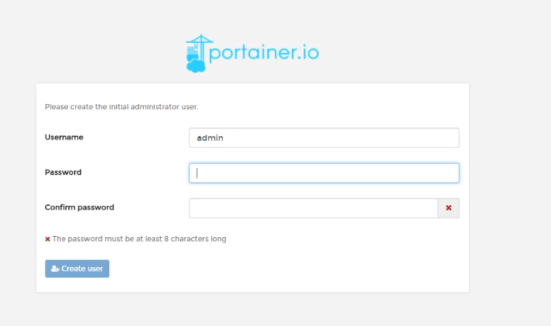 portainer.io
Please create the initial administrator user.
Username
admin
Password
Confirm password
The password must be at least 8 characters long
Create user